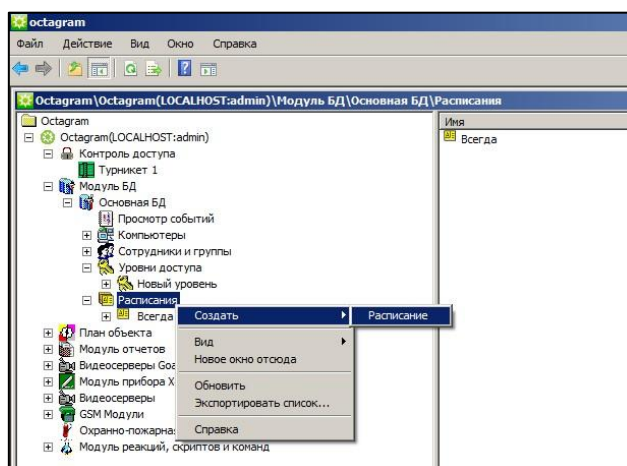 octagram
Файл Действие Вид Окно Справка
Octagram\Octagram(LOCALHOST:admin)\Модуль БД\Основная БД\Расписания
Octagram
Octagram(LOCALHOST:admin)
Контроль доступа
Турникет 1
Модуль БД
Основная БД
Просмотр событий
Компьютеры
Сотрудники и группы
Уровни доступа
Новый уровень
Расписания
Всегда
План объекта
Модуль отчетов
Видеосерверы Goa
Модуль прибора X
Видеосерверы
GSM Модули
Охранно-пожарна
Модуль реакций, скриптов и команд
Создать
Вид
Новое окно отсюда
Обновить
Экспортировать список...
Справка
Расписание
Имя
Всегда